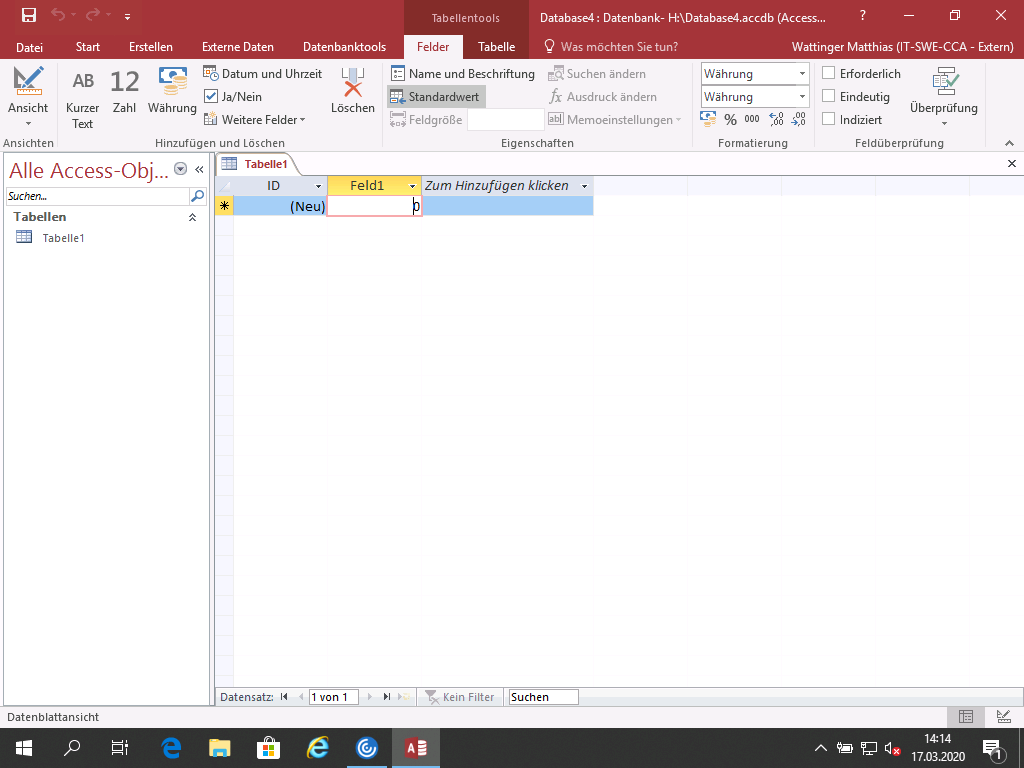 Tabellentools
Database4 : Datenbank- H:\Database4.accdb (Access...
?
Datei
Start
Erstellen
Externe Daten
Datenbanktools
Felder
Tabelle
Was möchten Sie tun?
Wattinger Matthias (IT-SWE-CCA - Extern)
Ansicht
AB
Kurzer
Text
12
Zahl
Währung
Datum und Uhrzeit
Ja/Nein
Weitere Felder
Löschen
Name und Beschriftung
Standardwert
Feldgröße
Suchen ändern
fx Ausdruck ändern
ab Memoeinstellungen
Währung
Währung
% 000 ,00 ,00
Erforderlich
Eindeutig
Indiziert
Überprüfung
Ansichten
Hinzufügen und Löschen
Eigenschaften
Formatierung
Feldüberprüfung
Alle Access-Obj... «
Suchen...
Tabellen
Tabelle1
Tabelle1
ID
Feld1
Zum Hinzufügen klicken
(Neu)
0
Datensatz:
1 von 1
Kein Filter
Suchen
Datenblattansicht
14:14
17.03.2020
1